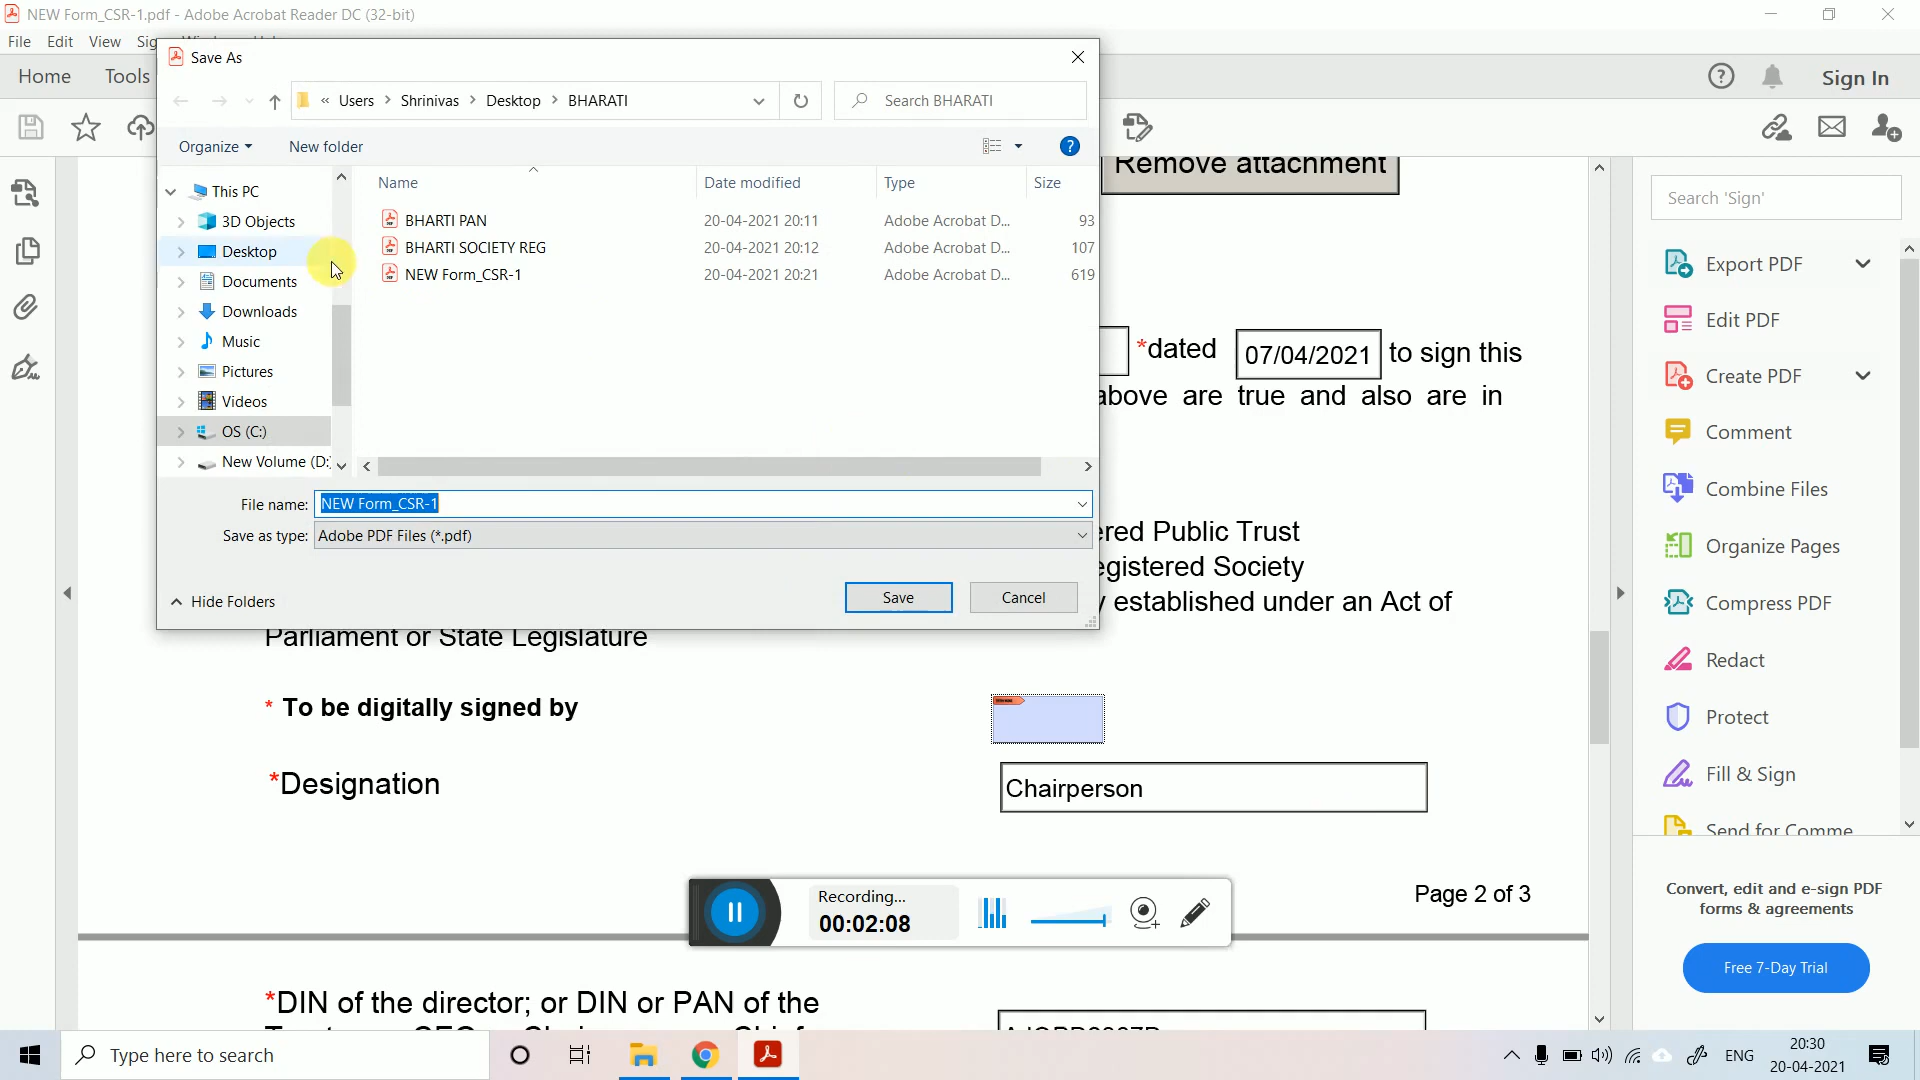 NEW Form_CSR-1.pdf - Adobe Acrobat Reader DC (32-bit)
File Edit View
Home Tools
Sign In
Save As
« Users > Shrinivas > Desktop > BHARATI
Search BHARATI
Organize
New folder
This PC
3D Objects
Desktop
Documents
Downloads
Music
Pictures
Videos
OS (C:)
New Volume (D:
Name Date modified Type Size
BHARTI PAN 20-04-2021 20:11 Adobe Acrobat D... 93
BHARTI SOCIETY REG 20-04-2021 20:12 Adobe Acrobat D... 107
NEW Form_CSR-1 20-04-2021 20:21 Adobe Acrobat D... 619
File name: NEW Form_CSR-1
Save as type: Adobe PDF Files (*.pdf)
Hide Folders
Save
Cancel
Remove attachment
*dated 07/04/2021 to sign this
above are true and also are in
ered Public Trust
egistered Society
y established under an Act of
Parliament or State Legislature
* To be digitally signed by
*Designation
Chairperson
Page 2 of 3
*DIN of the director; or DIN or PAN of the
Recording...
00:02:08
Search 'Sign'
Export PDF
Edit PDF
Create PDF
Comment
Combine Files
Organize Pages
Compress PDF
Redact
Protect
Fill & Sign
Send for Comme
Convert, edit and e-sign PDF
forms & agreements
Free 7-Day Trial
Type here to search
ENG
20:30
20-04-2021